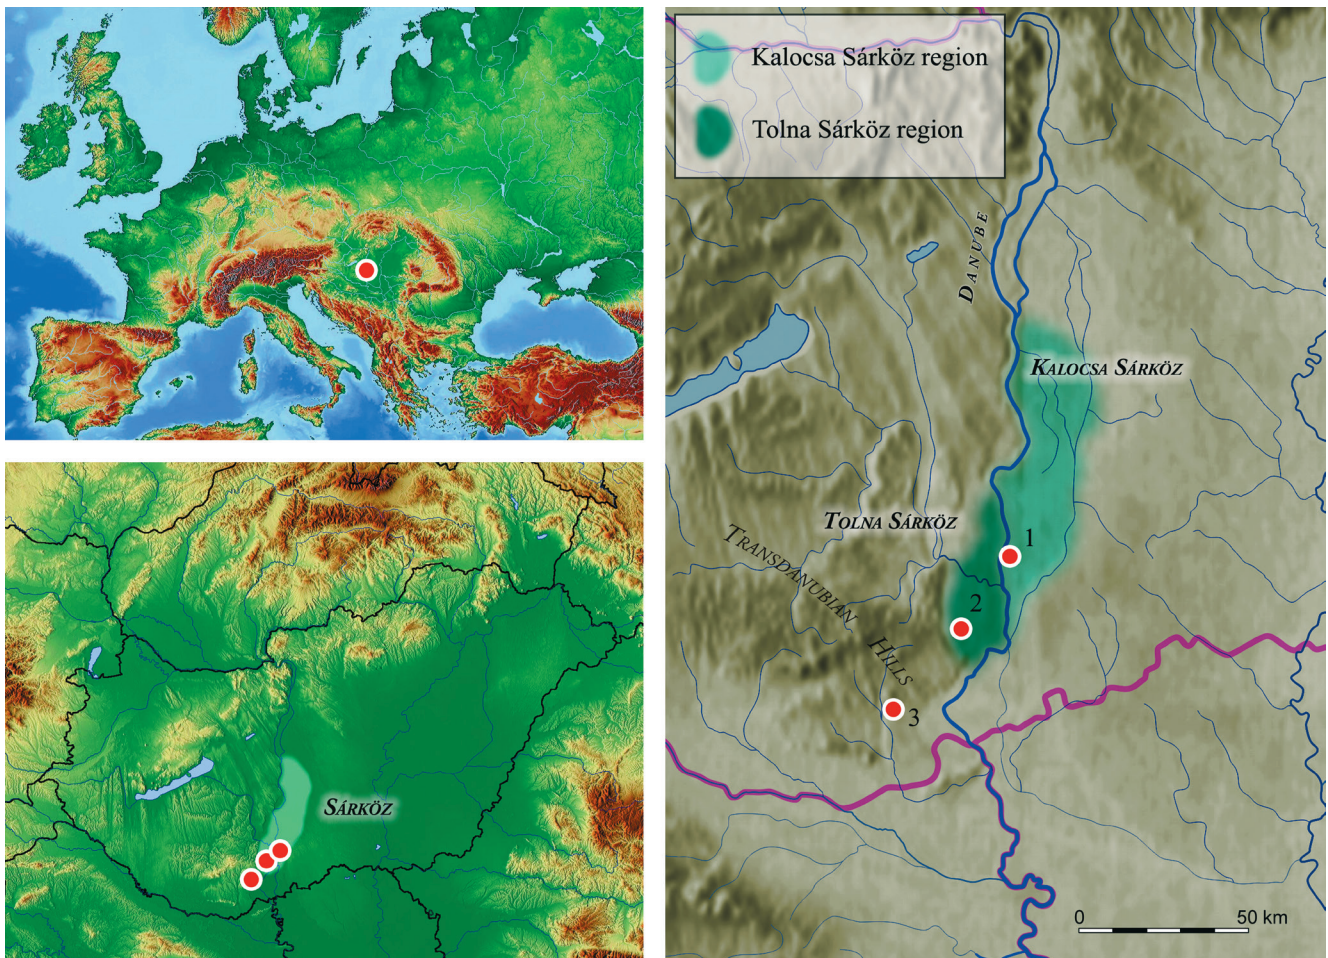 Kalocsa Sárköz region
Tolna Sárköz region
DANUBE
KALOCSA SÁRKÖZ
TOLNA SÁRKÖZ
TRANSDANUBIAN HILLS
1
2
3
0 50 km
SÁRKÖZ